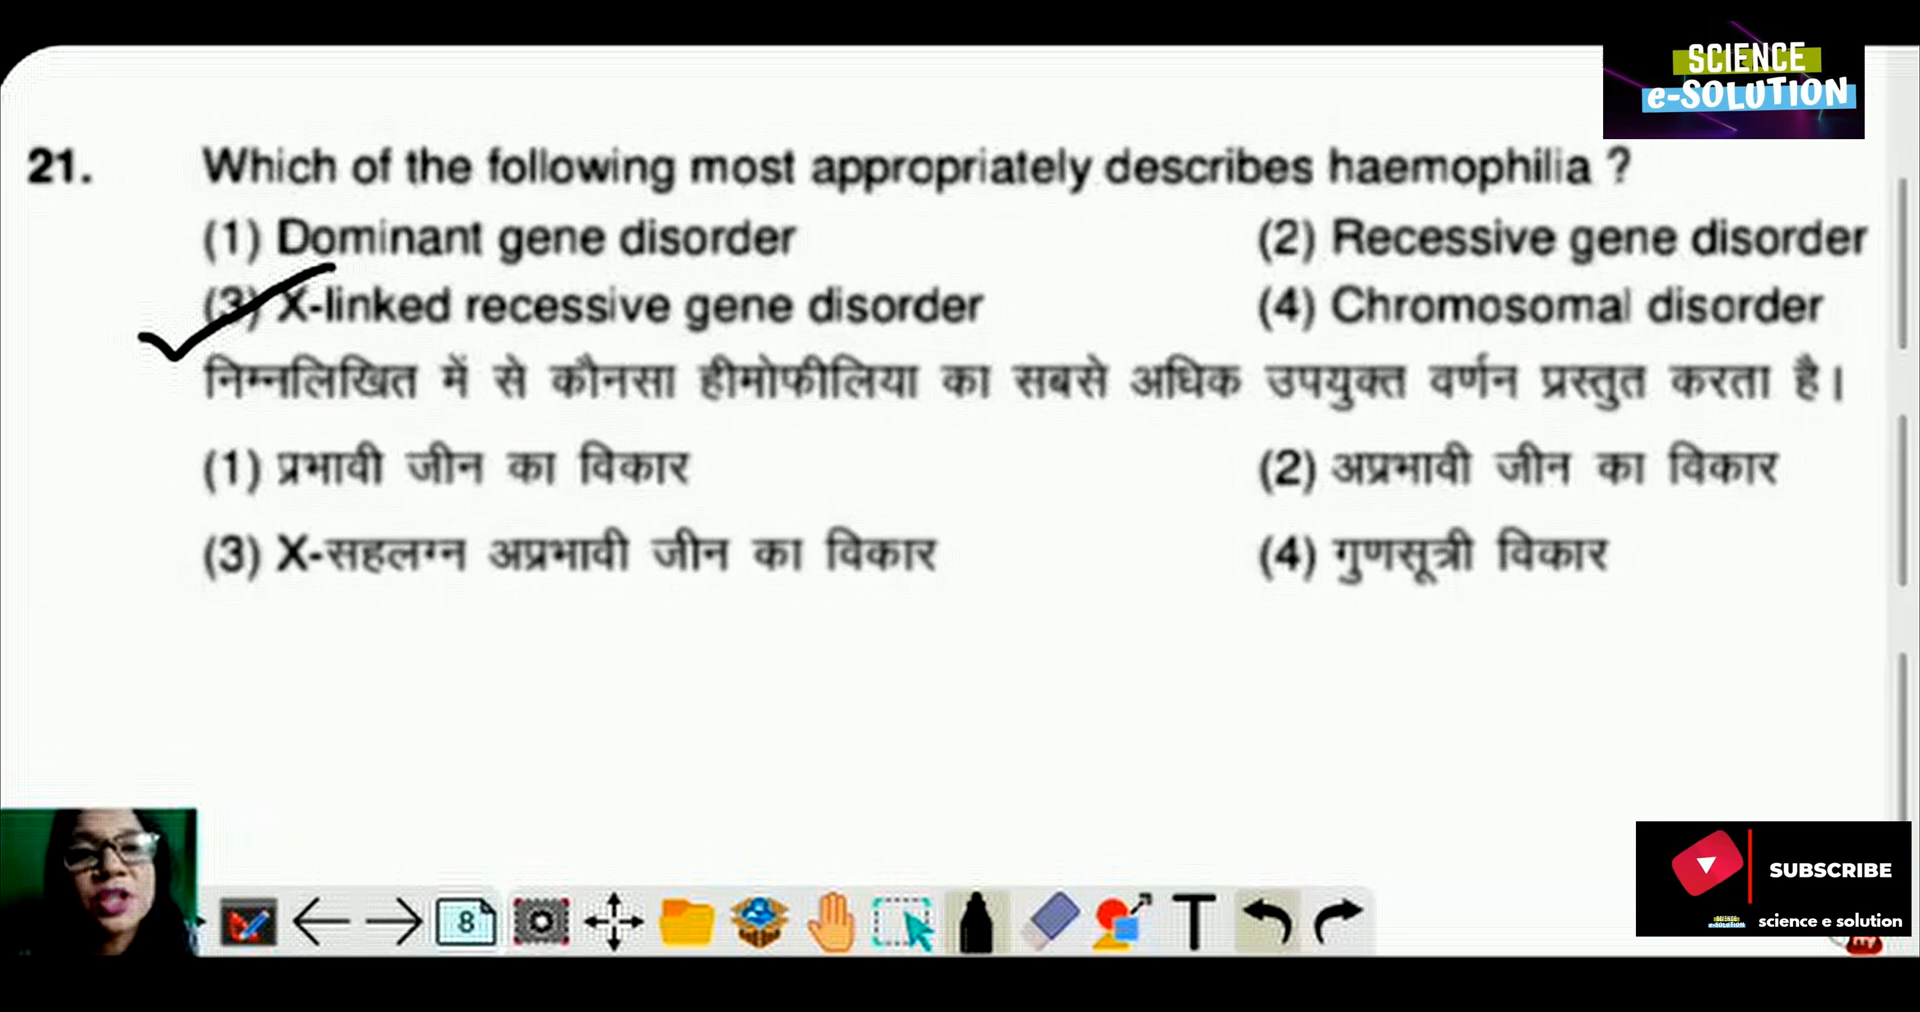 SCIENCE
e-SOLUTION
21. Which of the following most appropriately describes haemophilia ?
(1) Dominant gene disorder (2) Recessive gene disorder
(3) X-linked recessive gene disorder (4) Chromosomal disorder
निम्नलिखित में से कौनसा हीमोफीलिया का सबसे अधिक उपयुक्त वर्णन प्रस्तुत करता है।
(1) प्रभावी जीन का विकार (2) अप्रभावी जीन का विकार
(3) X-सहलग्न अप्रभावी जीन का विकार (4) गुणसूत्री विकार
SUBSCRIBE
science e solution
8
T